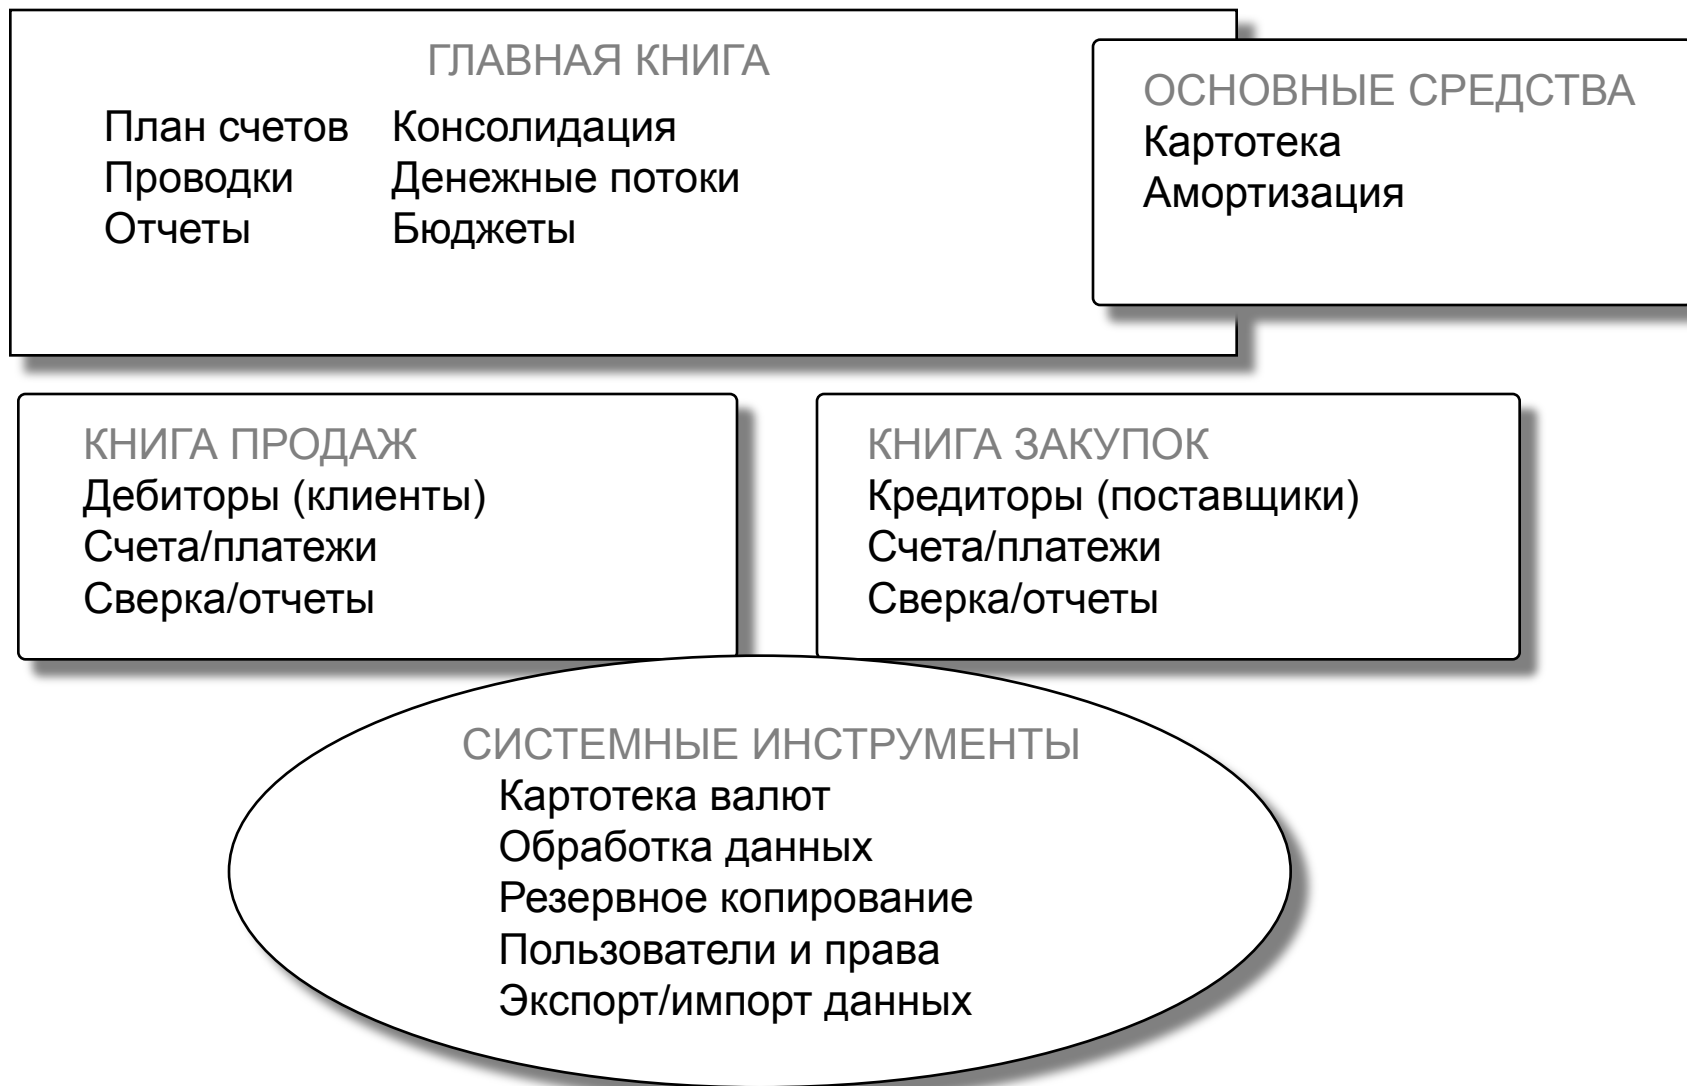 ГЛАВНАЯ КНИГА
План счетов Консолидация
Проводки Денежные потоки
Отчеты Бюджеты
ОСНОВНЫЕ СРЕДСТВА
Картотека
Амортизация
КНИГА ПРОДАЖ
Дебиторы (клиенты)
Счета/платежи
Сверка/отчеты
КНИГА ЗАКУПОК
Кредиторы (поставщики)
Счета/платежи
Сверка/отчеты
СИСТЕМНЫЕ ИНСТРУМЕНТЫ
Картотека валют
Обработка данных
Резервное копирование
Пользователи и права
Экспорт/импорт данных